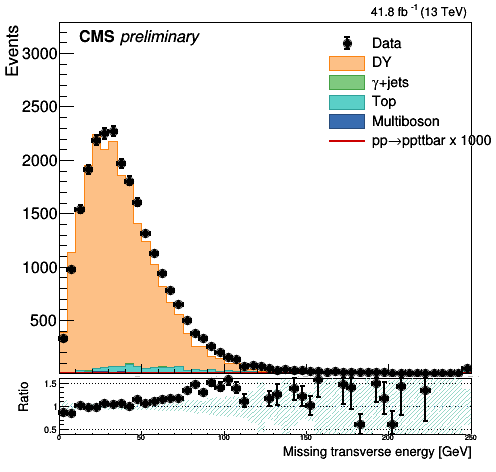 41.8 fb⁻¹ (13 TeV)
CMS preliminary
Events
3000
2500
2000
1500
1000
500
Data
DY
γ+jets
Top
Multiboson
pp→ppttbar x 1000
Ratio
1.5
1
0.5
0 50 100 150 200 250
Missing transverse energy [GeV]